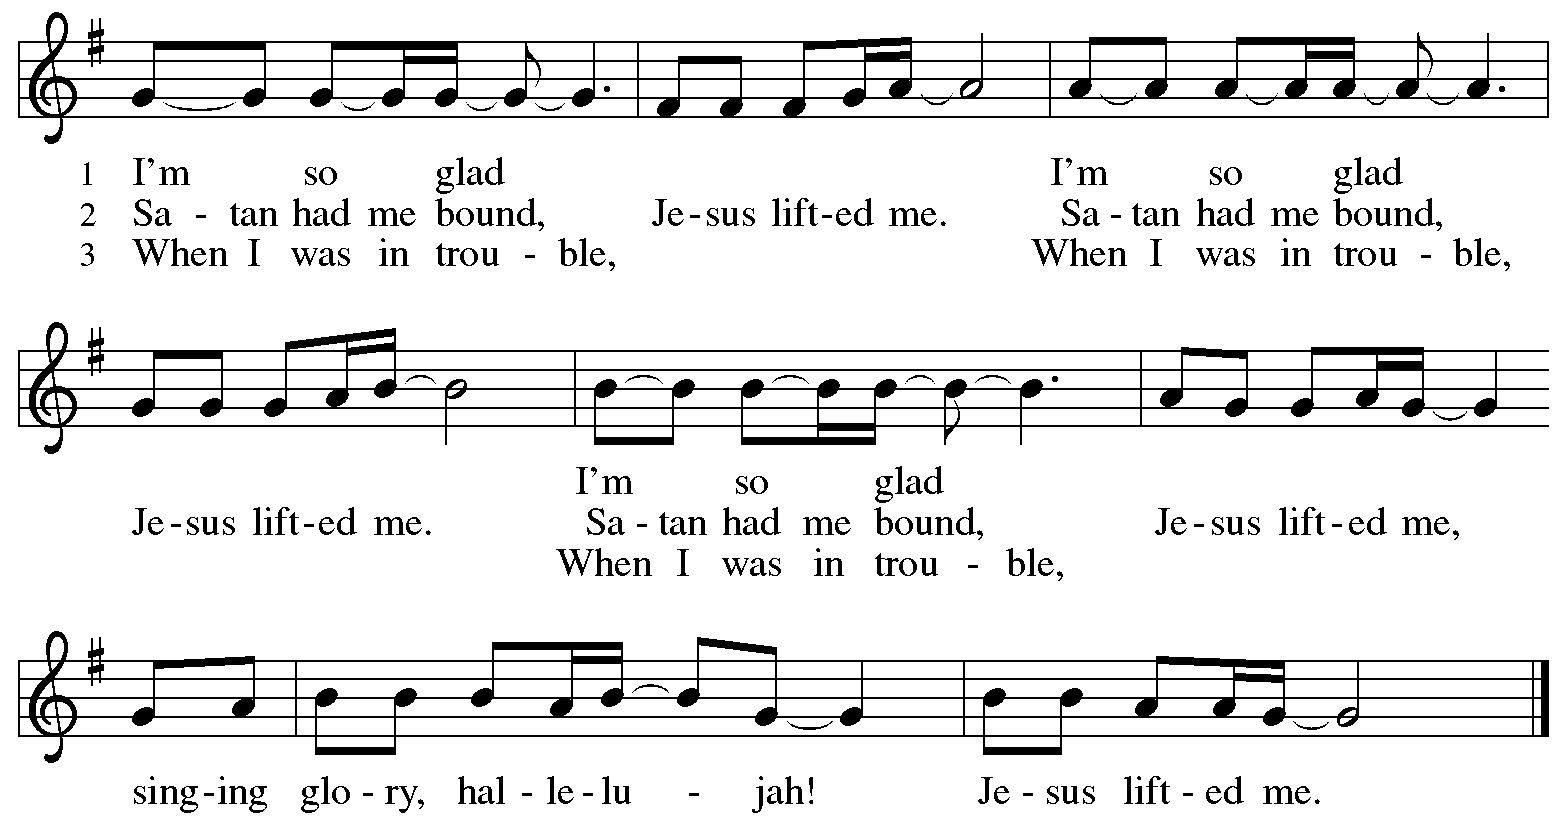 1 I'm so glad I'm so glad
2 Sa - tan had me bound, Je - sus lift - ed me. Sa - tan had me bound,
3 When I was in trou - ble, When I was in trou - ble,
I'm so glad
Je - sus lift - ed me. Sa - tan had me bound, Je - sus lift - ed me,
When I was in trou - ble,
sing - ing glo - ry, hal - le - lu - jah! Je - sus lift - ed me.